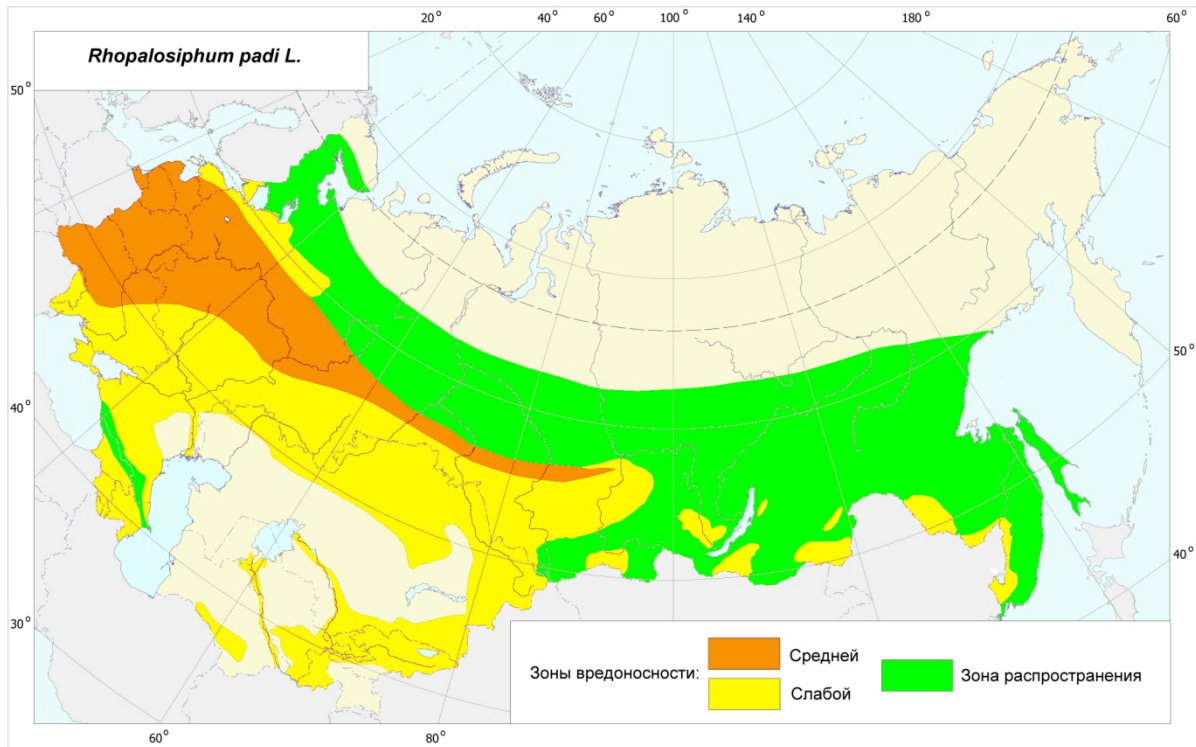 20° 40° 60° 100° 140° 180° 60°
Rhopalosiphum padi L.
50°
50°
40°
40°
30°
Зоны вредоносности:
Средней
Слабой
Зона распространения
60° 80°